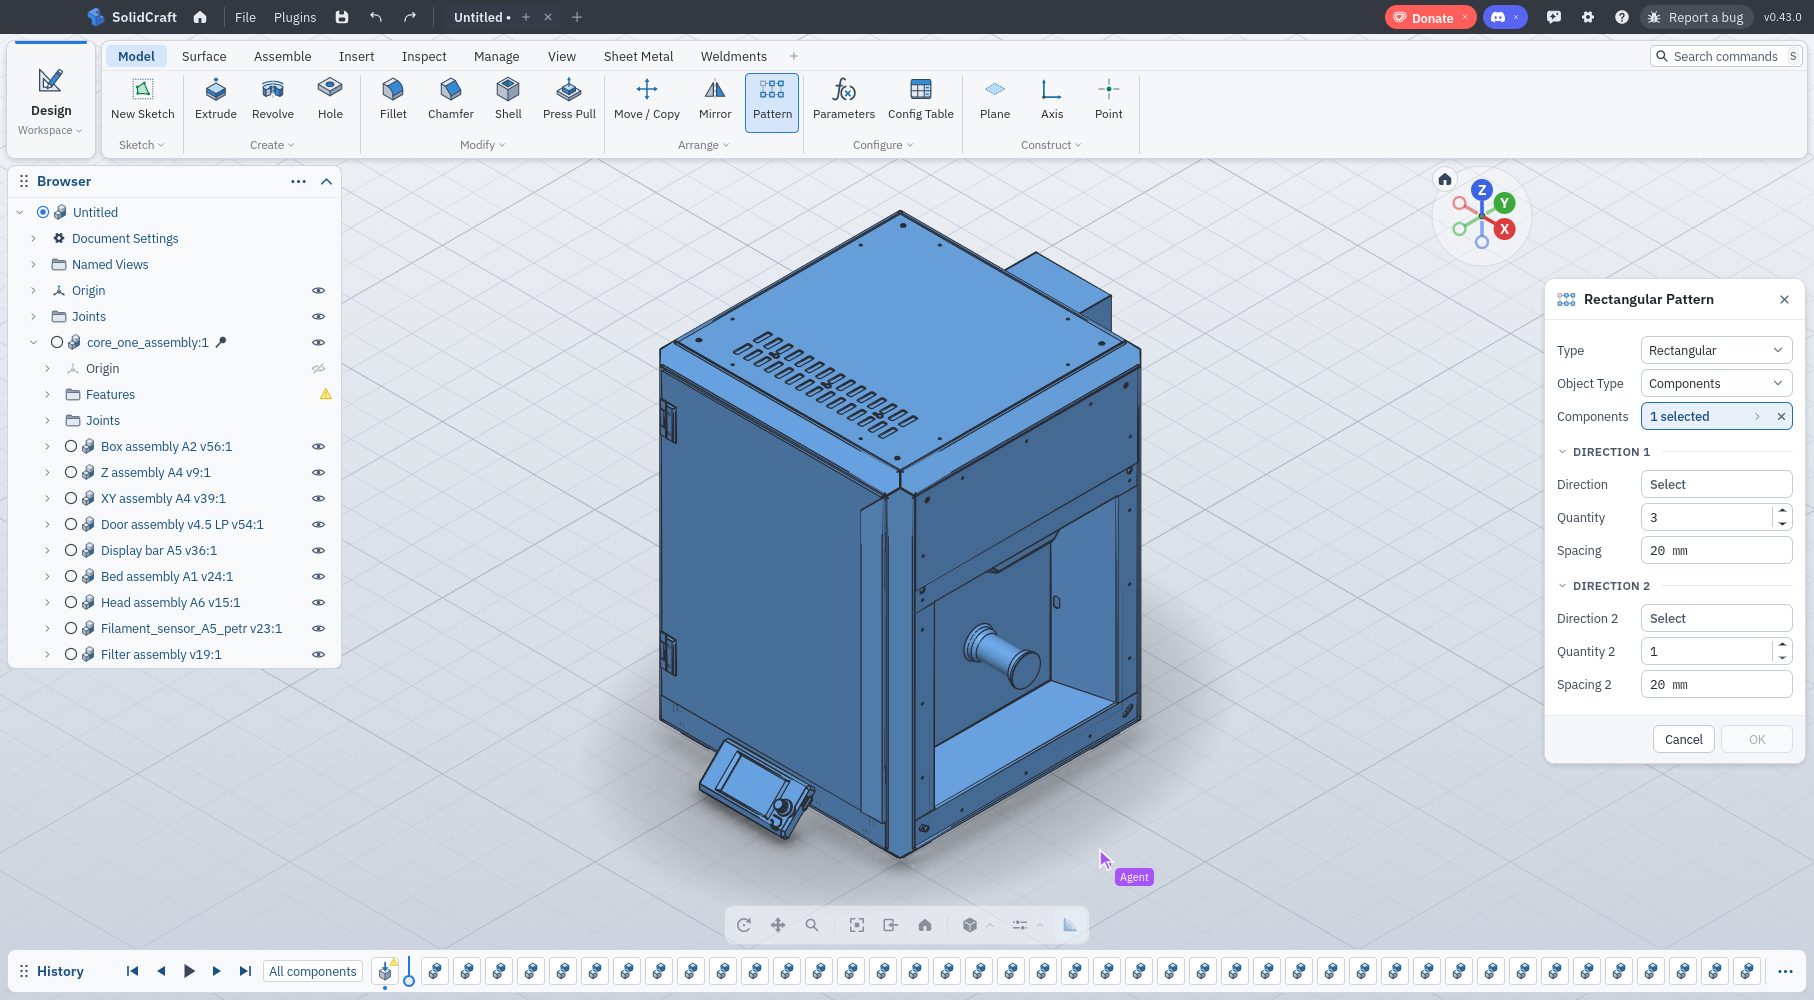 SolidCraft File Plugins Untitled • Donate Report a bug v0.43.0
Design
Workspace
Model Surface Assemble Insert Inspect Manage View Sheet Metal Weldments
Search commands S
New Sketch Extrude Revolve Hole Fillet Chamfer Shell Press Pull Move / Copy Mirror Pattern Parameters Config Table Plane Axis Point
Sketch Create Modify Arrange Configure Construct
Browser
Untitled
Document Settings
Named Views
Origin
Joints
core_one_assembly:1
Origin
Features
Joints
Box assembly A2 v56:1
Z assembly A4 v9:1
XY assembly A4 v39:1
Door assembly v4.5 LP v54:1
Display bar A5 v36:1
Bed assembly A1 v24:1
Head assembly A6 v15:1
Filament_sensor_A5_petr v23:1
Filter assembly v19:1
Z
Y
X
Rectangular Pattern
Type Rectangular
Object Type Components
Components 1 selected
DIRECTION 1
Direction Select
Quantity 3
Spacing 20 mm
DIRECTION 2
Direction 2 Select
Quantity 2 1
Spacing 2 20 mm
Cancel OK
Agent
History All components